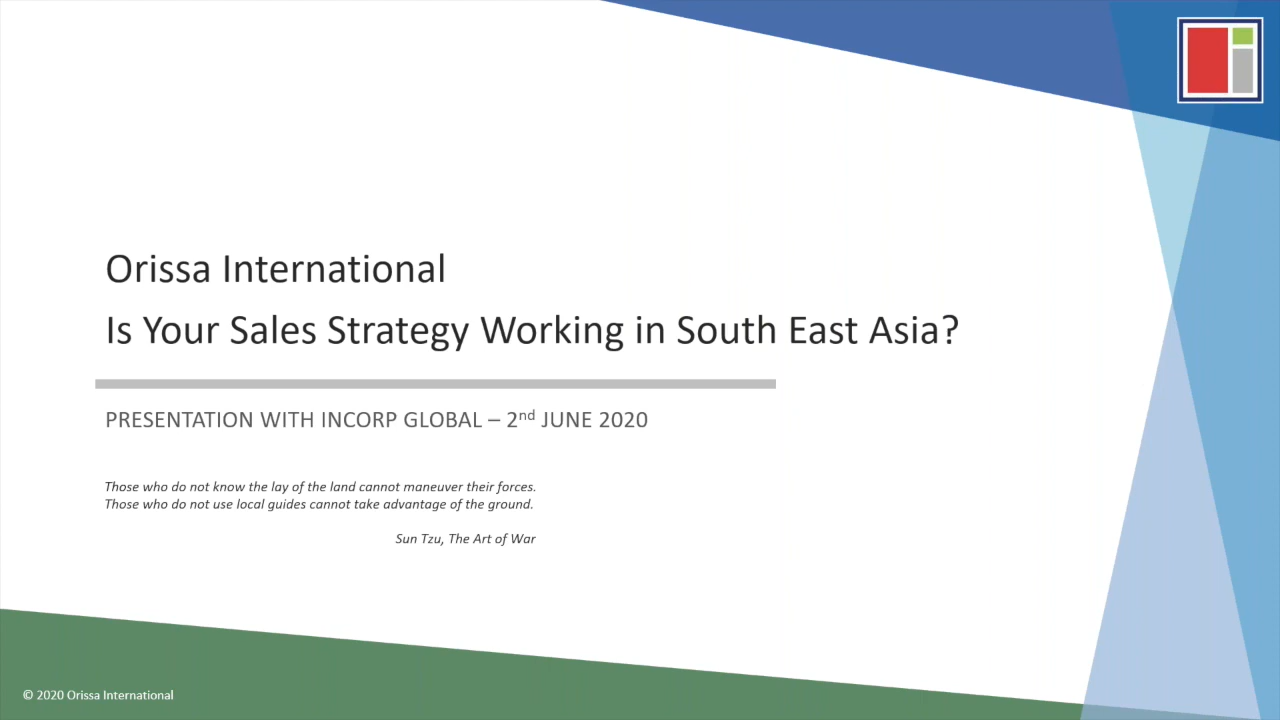 Orissa International
Is Your Sales Strategy Working in South East Asia?
PRESENTATION WITH INCORP GLOBAL – 2nd JUNE 2020
Those who do not know the lay of the land cannot maneuver their forces.
Those who do not use local guides cannot take advantage of the ground.
Sun Tzu, The Art of War
© 2020 Orissa International